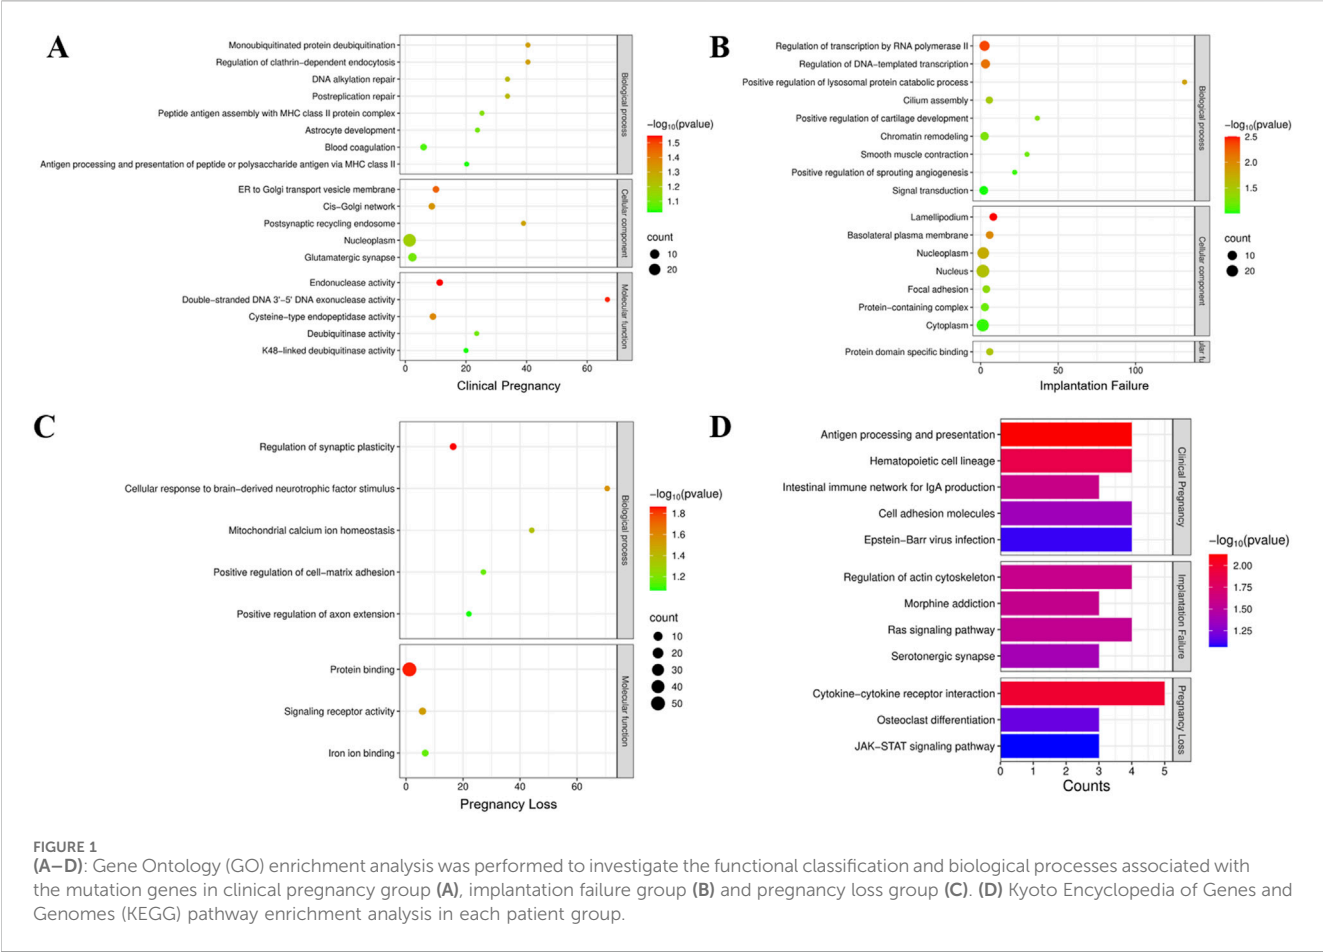 A
Monoubiquitinated protein deubiquitination
Regulation of clathrin−dependent endocytosis
DNA alkylation repair
Postreplication repair
Peptide antigen assembly with MHC class II protein complex
Astrocyte development
Blood coagulation
Antigen processing and presentation of peptide or polysaccharide antigen via MHC class II
Biological process
ER to Golgi transport vesicle membrane
Cis−Golgi network
Postsynaptic recycling endosome
Nucleoplasm
Glutamatergic synapse
Cellular component
Endonuclease activity
Double−stranded DNA 3'−5' DNA exonuclease activity
Cysteine−type endopeptidase activity
Deubiquitinase activity
K48−linked deubiquitinase activity
Molecular function
0 20 40 60
Clinical Pregnancy
−log10(pvalue)
1.5
1.4
1.3
1.2
1.1
count
10
20
B
Regulation of transcription by RNA polymerase II
Regulation of DNA−templated transcription
Positive regulation of lysosomal protein catabolic process
Cilium assembly
Positive regulation of cartilage development
Chromatin remodeling
Smooth muscle contraction
Positive regulation of sprouting angiogenesis
Signal transduction
Biological process
Lamellipodium
Basolateral plasma membrane
Nucleoplasm
Nucleus
Focal adhesion
Protein−containing complex
Cytoplasm
Cellular component
Protein domain specific binding
ular fu
0 50 100
Implantation Failure
−log10(pvalue)
2.5
2.0
1.5
count
10
20
C
Regulation of synaptic plasticity
Cellular response to brain−derived neurotrophic factor stimulus
Mitochondrial calcium ion homeostasis
Positive regulation of cell−matrix adhesion
Positive regulation of axon extension
Biological process
Protein binding
Signaling receptor activity
Iron ion binding
Molecular function
0 20 40 60
Pregnancy Loss
−log10(pvalue)
1.8
1.6
1.4
1.2
count
10
20
30
40
50
D
Antigen processing and presentation
Hematopoietic cell lineage
Intestinal immune network for IgA production
Cell adhesion molecules
Epstein−Barr virus infection
Clinical Pregnancy
Regulation of actin cytoskeleton
Morphine addiction
Ras signaling pathway
Serotonergic synapse
Implantation Failure
Cytokine−cytokine receptor interaction
Osteoclast differentiation
JAK−STAT signaling pathway
Pregnancy Loss
0 1 2 3 4 5
Counts
−log10(pvalue)
2.00
1.75
1.50
1.25
FIGURE 1
(A–D): Gene Ontology (GO) enrichment analysis was performed to investigate the functional classification and biological processes associated with
the mutation genes in clinical pregnancy group (A), implantation failure group (B) and pregnancy loss group (C). (D) Kyoto Encyclopedia of Genes and
Genomes (KEGG) pathway enrichment analysis in each patient group.